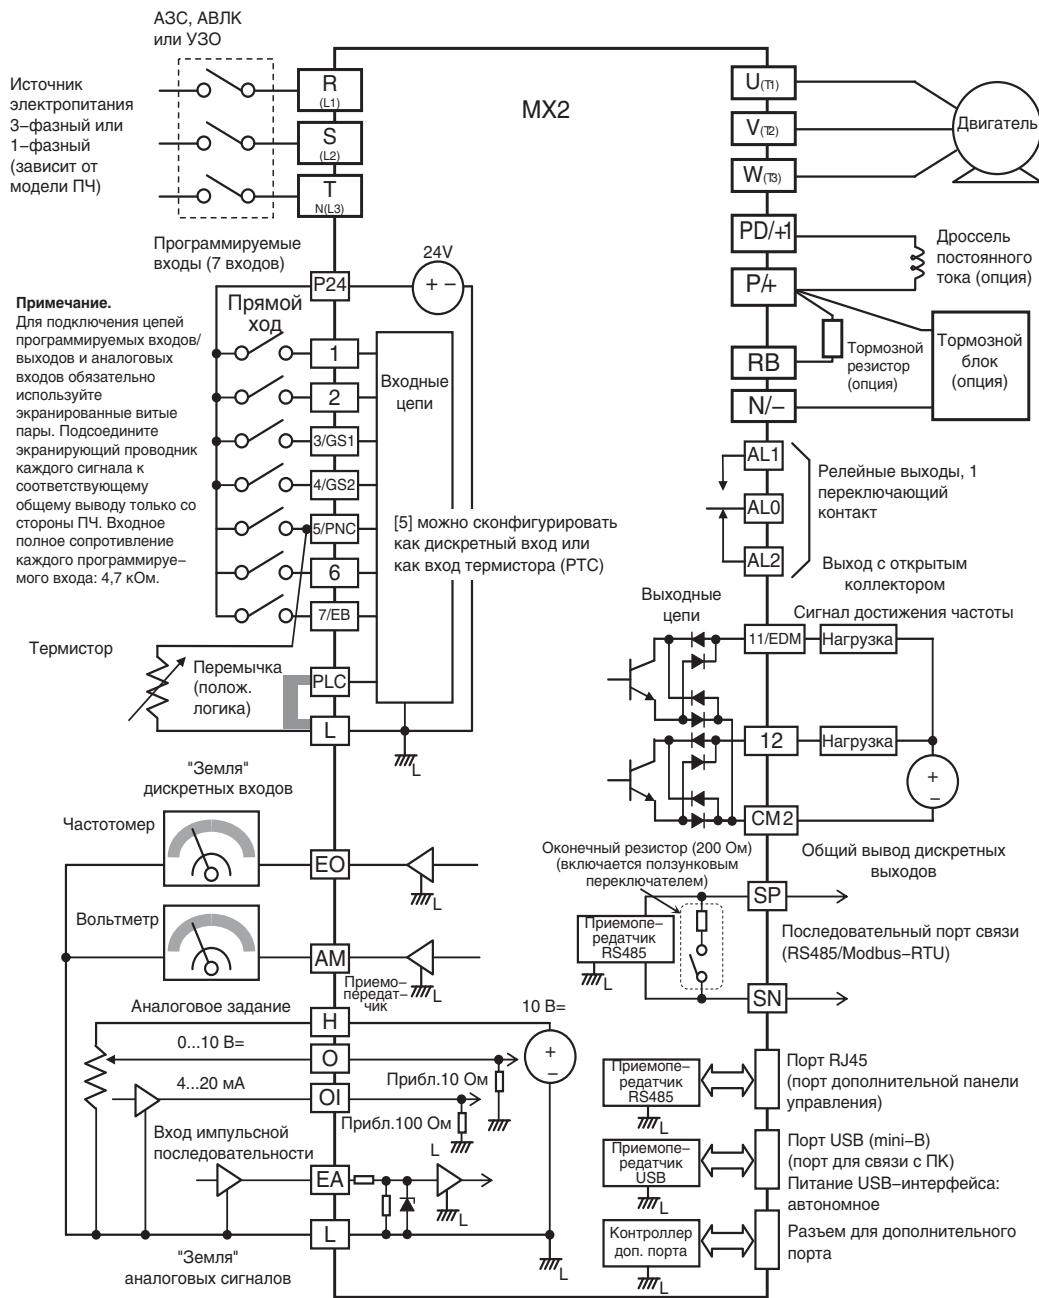 АЗС, АВЛК
или УЗО
Источник
электропитания
3–фазный или
1–фазный
(зависит от
модели ПЧ)
R
(L1)
S
(L2)
T
N(L3)
MX2
U(T1)
V(T2)
W(T3)
Двигатель
PD/+1
P/+
Дроссель
постоянного
тока (опция)
RB
N/–
Тормозной
резистор
(опция)
Тормозной
блок
(опция)
Программируемые
входы (7 входов)
24V
+ –
P24
Прямой
ход
Примечание.
Для подключения цепей
программируемых входов/
выходов и аналоговых
входов обязательно
используйте
экранированные витые
пары. Подсоедините
экранирующий проводник
каждого сигнала к
соответствующему
общему выводу только со
стороны ПЧ. Входное
полное сопротивление
каждого программируе–
мого входа: 4,7 кОм.
1
2
3/GS1
4/GS2
5/PNC
6
7/EB
PLC
L
Входные
цепи
[5] можно сконфигурировать
как дискретный вход или
как вход термистора (PTC)
AL1
AL0
AL2
Релейные выходы, 1
переключающий
контакт
Выход с открытым
коллектором
Выходные
цепи
Сигнал достижения частоты
11/EDM
Нагрузка
12
Нагрузка
+
–
CM2
Общий вывод дискретных
выходов
Термистор
Перемычка
(полож.
логика)
L
"Земля"
дискретных входов
Частотомер
EO
L
Вольтметр
AM
L
Приемо–
передат–
чик
Оконечный резистор (200 Ом)
(включается ползунковым
переключателем)
SP
Приемопе–
редатчик
RS485
L
Последовательный порт связи
(RS485/Modbus–RTU)
SN
Аналоговое задание
H
10 В=
+
–
0...10 В=
O
Прибл.10 Ом
4...20 мА
OI
Прибл.100 Ом
L
L
Вход импульсной
последовательности
EA
L
L
L
"Земля"
аналоговых сигналов
Приемопе–
редатчик
RS485
L
Порт RJ45
(порт дополнительной панели
управления)
Приемопе–
редатчик
USB
L
Порт USB (mini–B)
(порт для связи с ПК)
Питание USB–интерфейса:
автономное
Контроллер
доп. порта
L
Разъем для дополнительного
порта